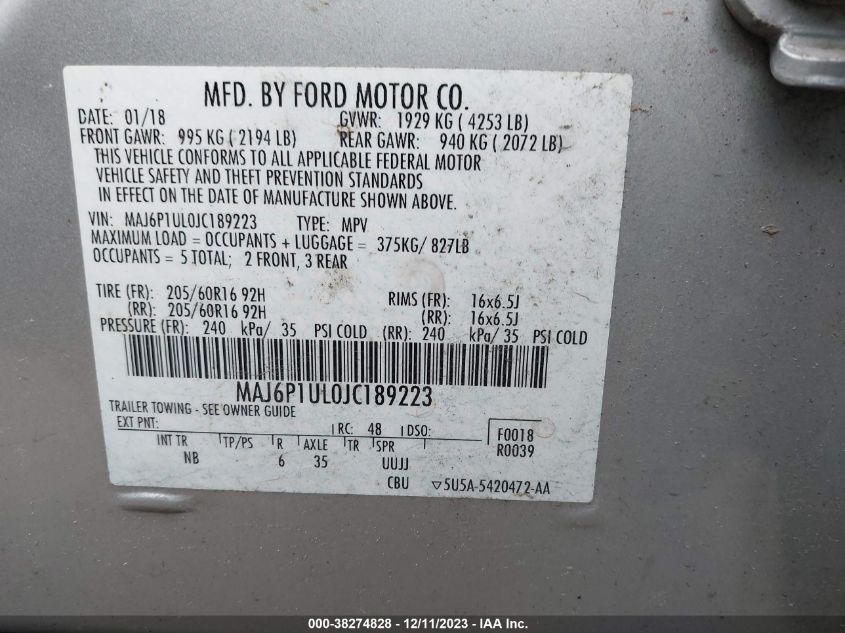 MFD. BY FORD MOTOR CO.
DATE: 01/18 GVWR: 1929 KG ( 4253 LB)
FRONT GAWR: 995 KG ( 2194 LB) REAR GAWR: 940 KG ( 2072 LB)
THIS VEHICLE CONFORMS TO ALL APPLICABLE FEDERAL MOTOR
VEHICLE SAFETY AND THEFT PREVENTION STANDARDS
IN EFFECT ON THE DATE OF MANUFACTURE SHOWN ABOVE.
VIN: MAJ6P1UL0JC189223 TYPE: MPV
MAXIMUM LOAD = OCCUPANTS + LUGGAGE = 375KG/ 827LB
OCCUPANTS = 5 TOTAL; 2 FRONT, 3 REAR
TIRE (FR): 205/60R16 92H RIMS (FR): 16x6.5J
(RR): 205/60R16 92H (RR): 16x6.5J
PRESSURE (FR): 240 kPa/ 35 PSI COLD (RR): 240 kPa/ 35 PSI COLD
MAJ6P1UL0JC189223
TRAILER TOWING - SEE OWNER GUIDE
EXT PNT: RC: 48 DSO: F0018
R0039
INT TR TP/PS R AXLE TR SPR
NB 6 35 UUJJ
CBU ▽5U5A-5420472-AA
000-38274828 - 12/11/2023 - IAA Inc.